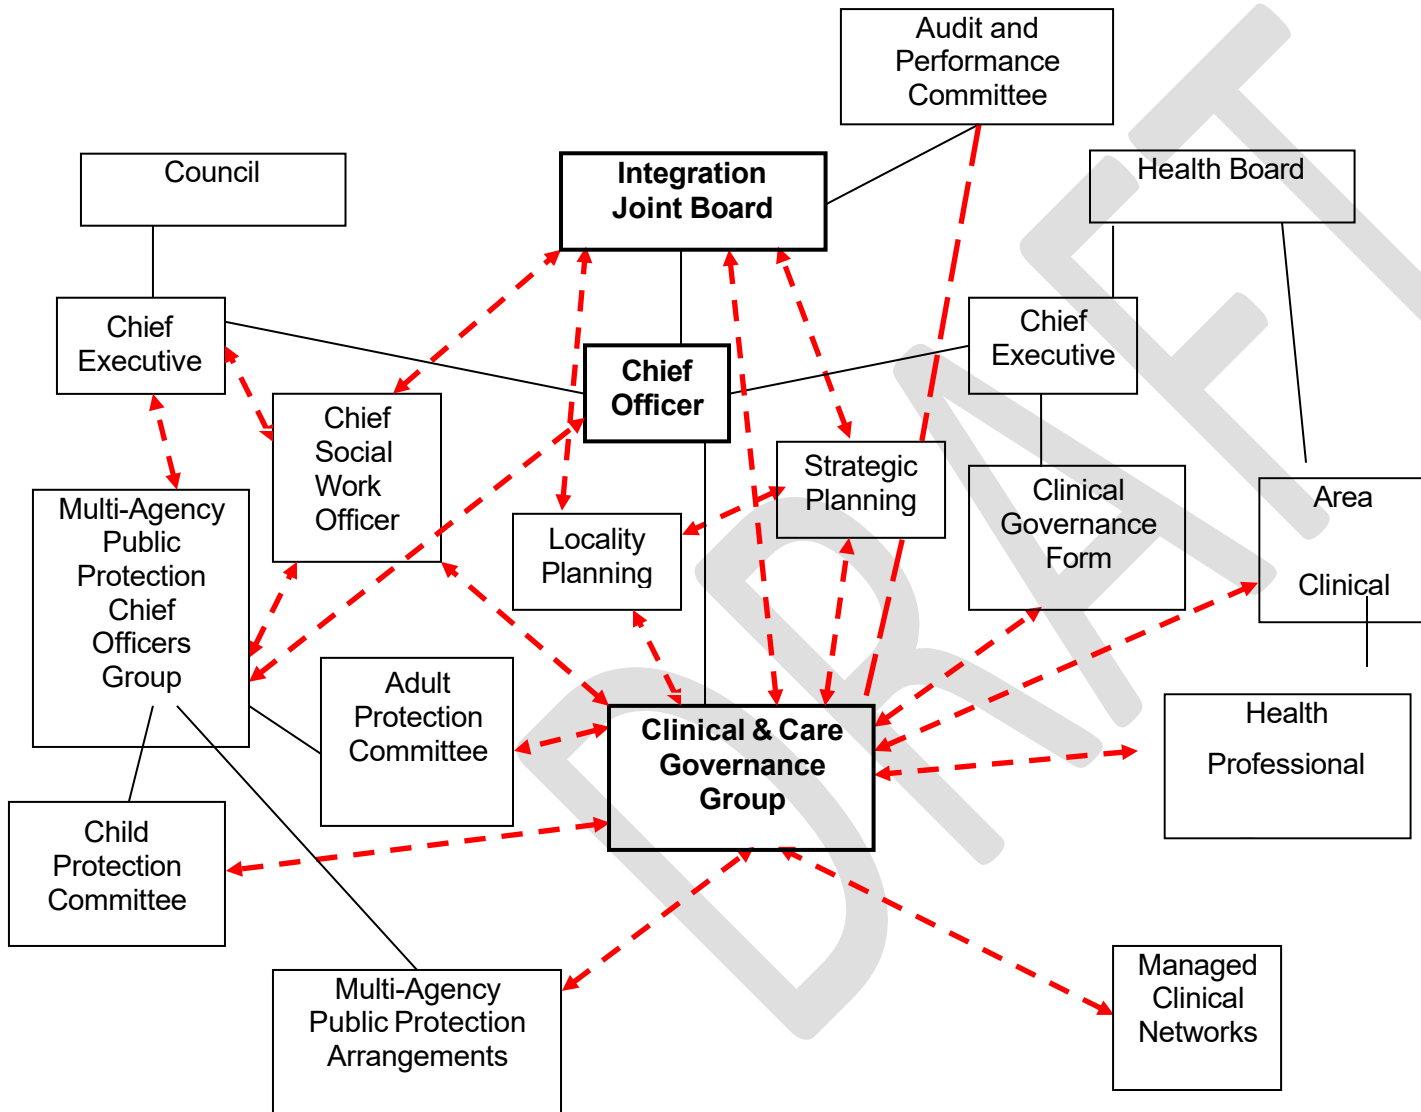 Audit and
Performance
Committee
Council
Integration
Joint Board
Health Board
Chief
Executive
Chief
Officer
Chief
Executive
Chief
Social
Work
Officer
Multi-Agency
Public
Protection
Chief
Officers
Group
Locality
Planning
Strategic
Planning
Clinical
Governance
Form
Area
Clinical
Adult
Protection
Committee
Clinical & Care
Governance
Group
Health
Professional
Child
Protection
Committee
Multi-Agency
Public Protection
Arrangements
Managed
Clinical
Networks
DRAFT